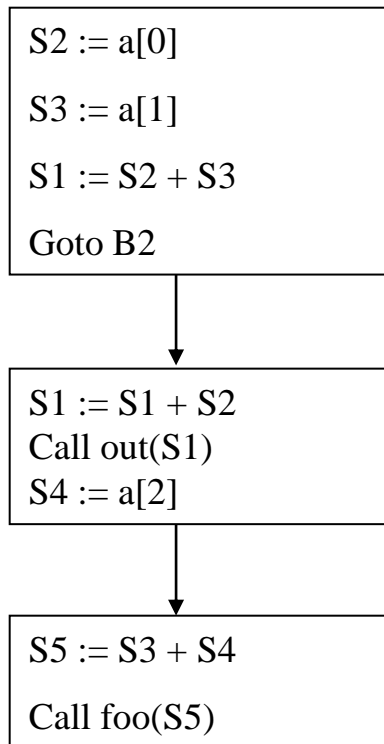 S2 := a[0]
S3 := a[1]
S1 := S2 + S3
Goto B2
S1 := S1 + S2
Call out(S1)
S4 := a[2]
S5 := S3 + S4
Call foo(S5)